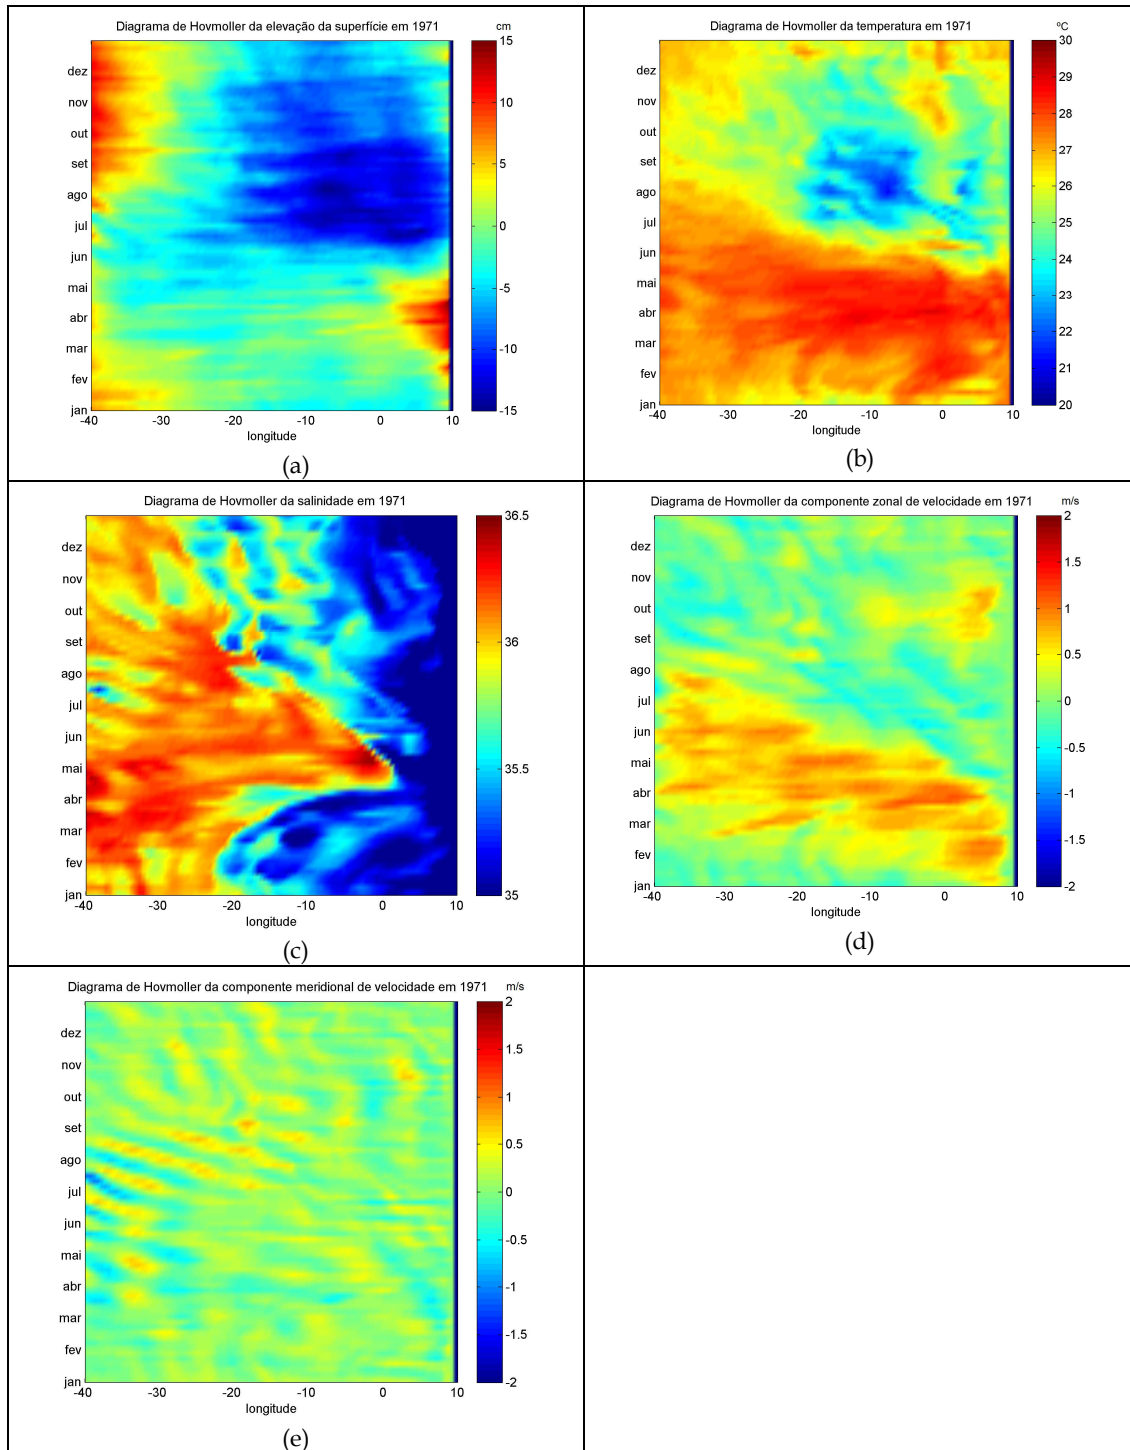 Diagrama de Hovmoller da elevação da superfície em 1971 cm
dez
nov
out
set
ago
jul
jun
mai
abr
mar
fev
jan
-40 -30 -20 -10 0 10
longitude
15
10
5
0
-5
-10
-15
(a)
Diagrama de Hovmoller da temperatura em 1971 ºC
dez
nov
out
set
ago
jul
jun
mai
abr
mar
fev
jan
-40 -30 -20 -10 0 10
longitude
30
29
28
27
26
25
24
23
22
21
20
(b)
Diagrama de Hovmoller da salinidade em 1971
dez
nov
out
set
ago
jul
jun
mai
abr
mar
fev
jan
-40 -30 -20 -10 0 10
longitude
36.5
36
35.5
35
(c)
Diagrama de Hovmoller da componente zonal de velocidade em 1971 m/s
dez
nov
out
set
ago
jul
jun
mai
abr
mar
fev
jan
-40 -30 -20 -10 0 10
longitude
2
1.5
1
0.5
0
-0.5
-1
-1.5
-2
(d)
Diagrama de Hovmoller da componente meridional de velocidade em 1971 m/s
dez
nov
out
set
ago
jul
jun
mai
abr
mar
fev
jan
-40 -30 -20 -10 0 10
longitude
2
1.5
1
0.5
0
-0.5
-1
-1.5
-2
(e)